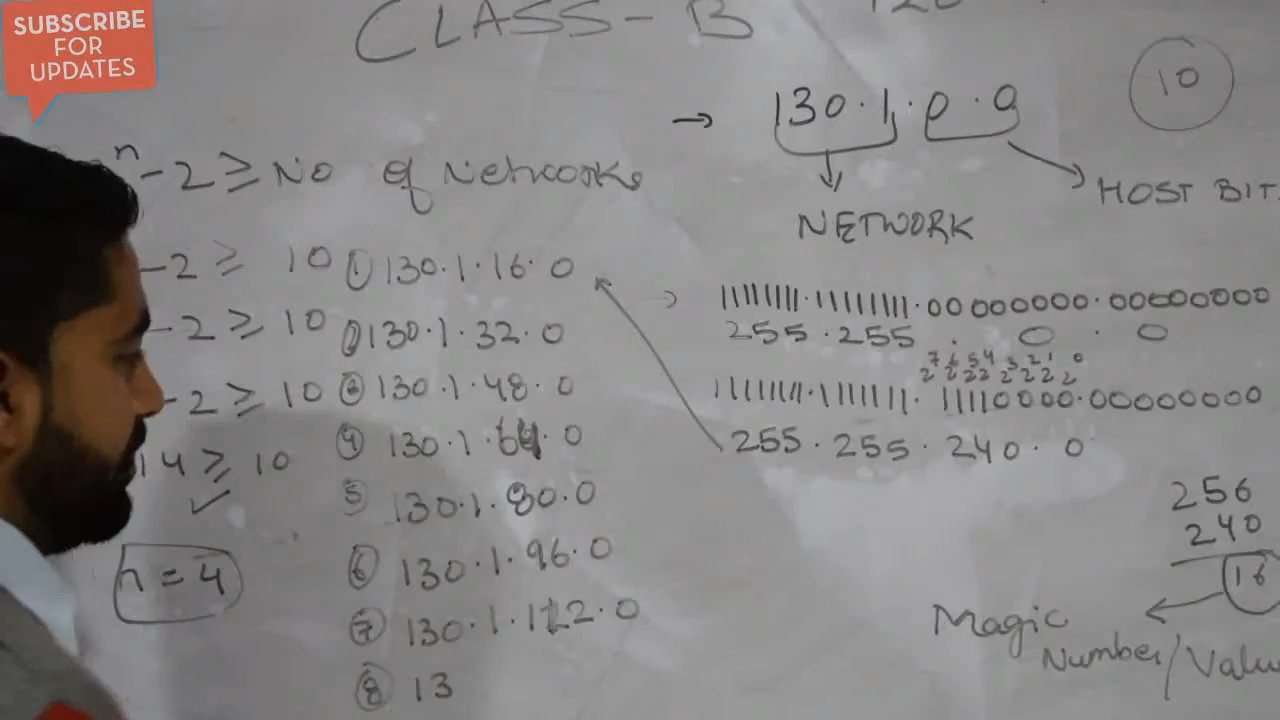 SUBSCRIBE
FOR
UPDATES
CLASS - B
n - 2 ≥ No of Networks
- 2 ≥ 10
- 2 ≥ 10
- 2 ≥ 10
14 ≥ 10
✓
n = 4
① 130.1.16.0
② 130.1.32.0
③ 130.1.48.0
④ 130.1.64.0
⑤ 130.1.80.0
⑥ 130.1.96.0
⑦ 130.1.112.0
⑧ 13
→ 130.1.0.0
10
NETWORK
HOST BIT
→ 11111111.11111111.00000000.00000000
255.255.0.0
2⁷ 2⁶ 2⁵ 2⁴ 2³ 2² 2¹ 2⁰
11111111.11111111.11110000.00000000
255.255.240.0
256
240
16
Magic
Number/Value